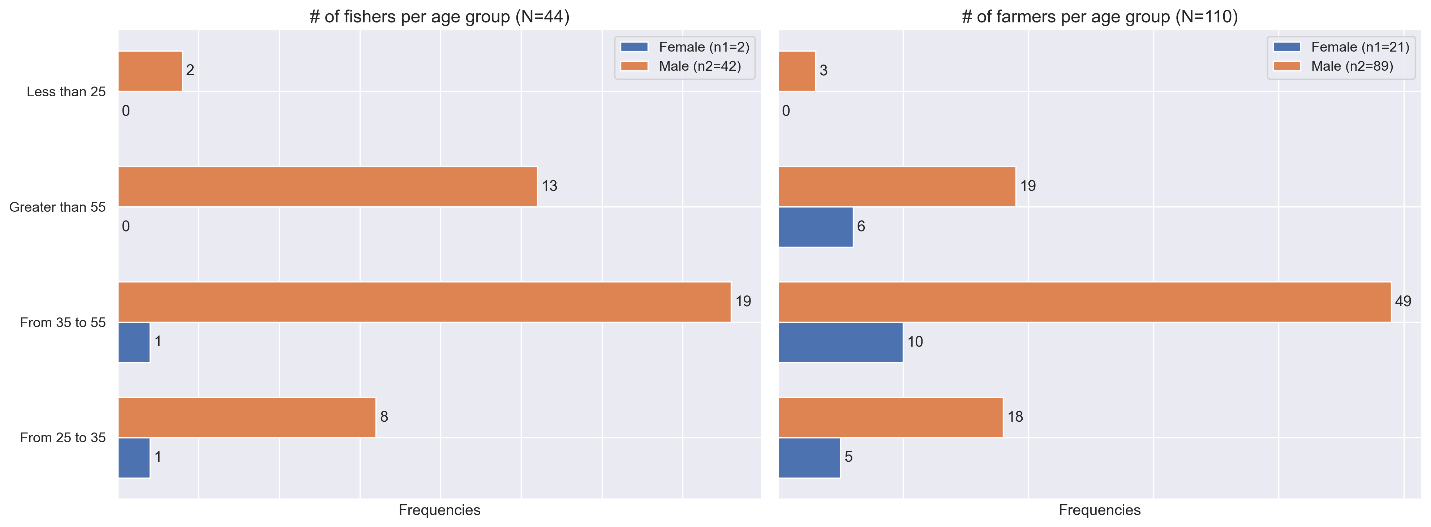 # of fishers per age group (N=44)
Female (n1=2)
Male (n2=42)
Less than 25
2
0
Greater than 55
13
0
From 35 to 55
19
1
From 25 to 35
8
1
Frequencies
# of farmers per age group (N=110)
Female (n1=21)
Male (n2=89)
3
0
19
6
49
10
18
5
Frequencies